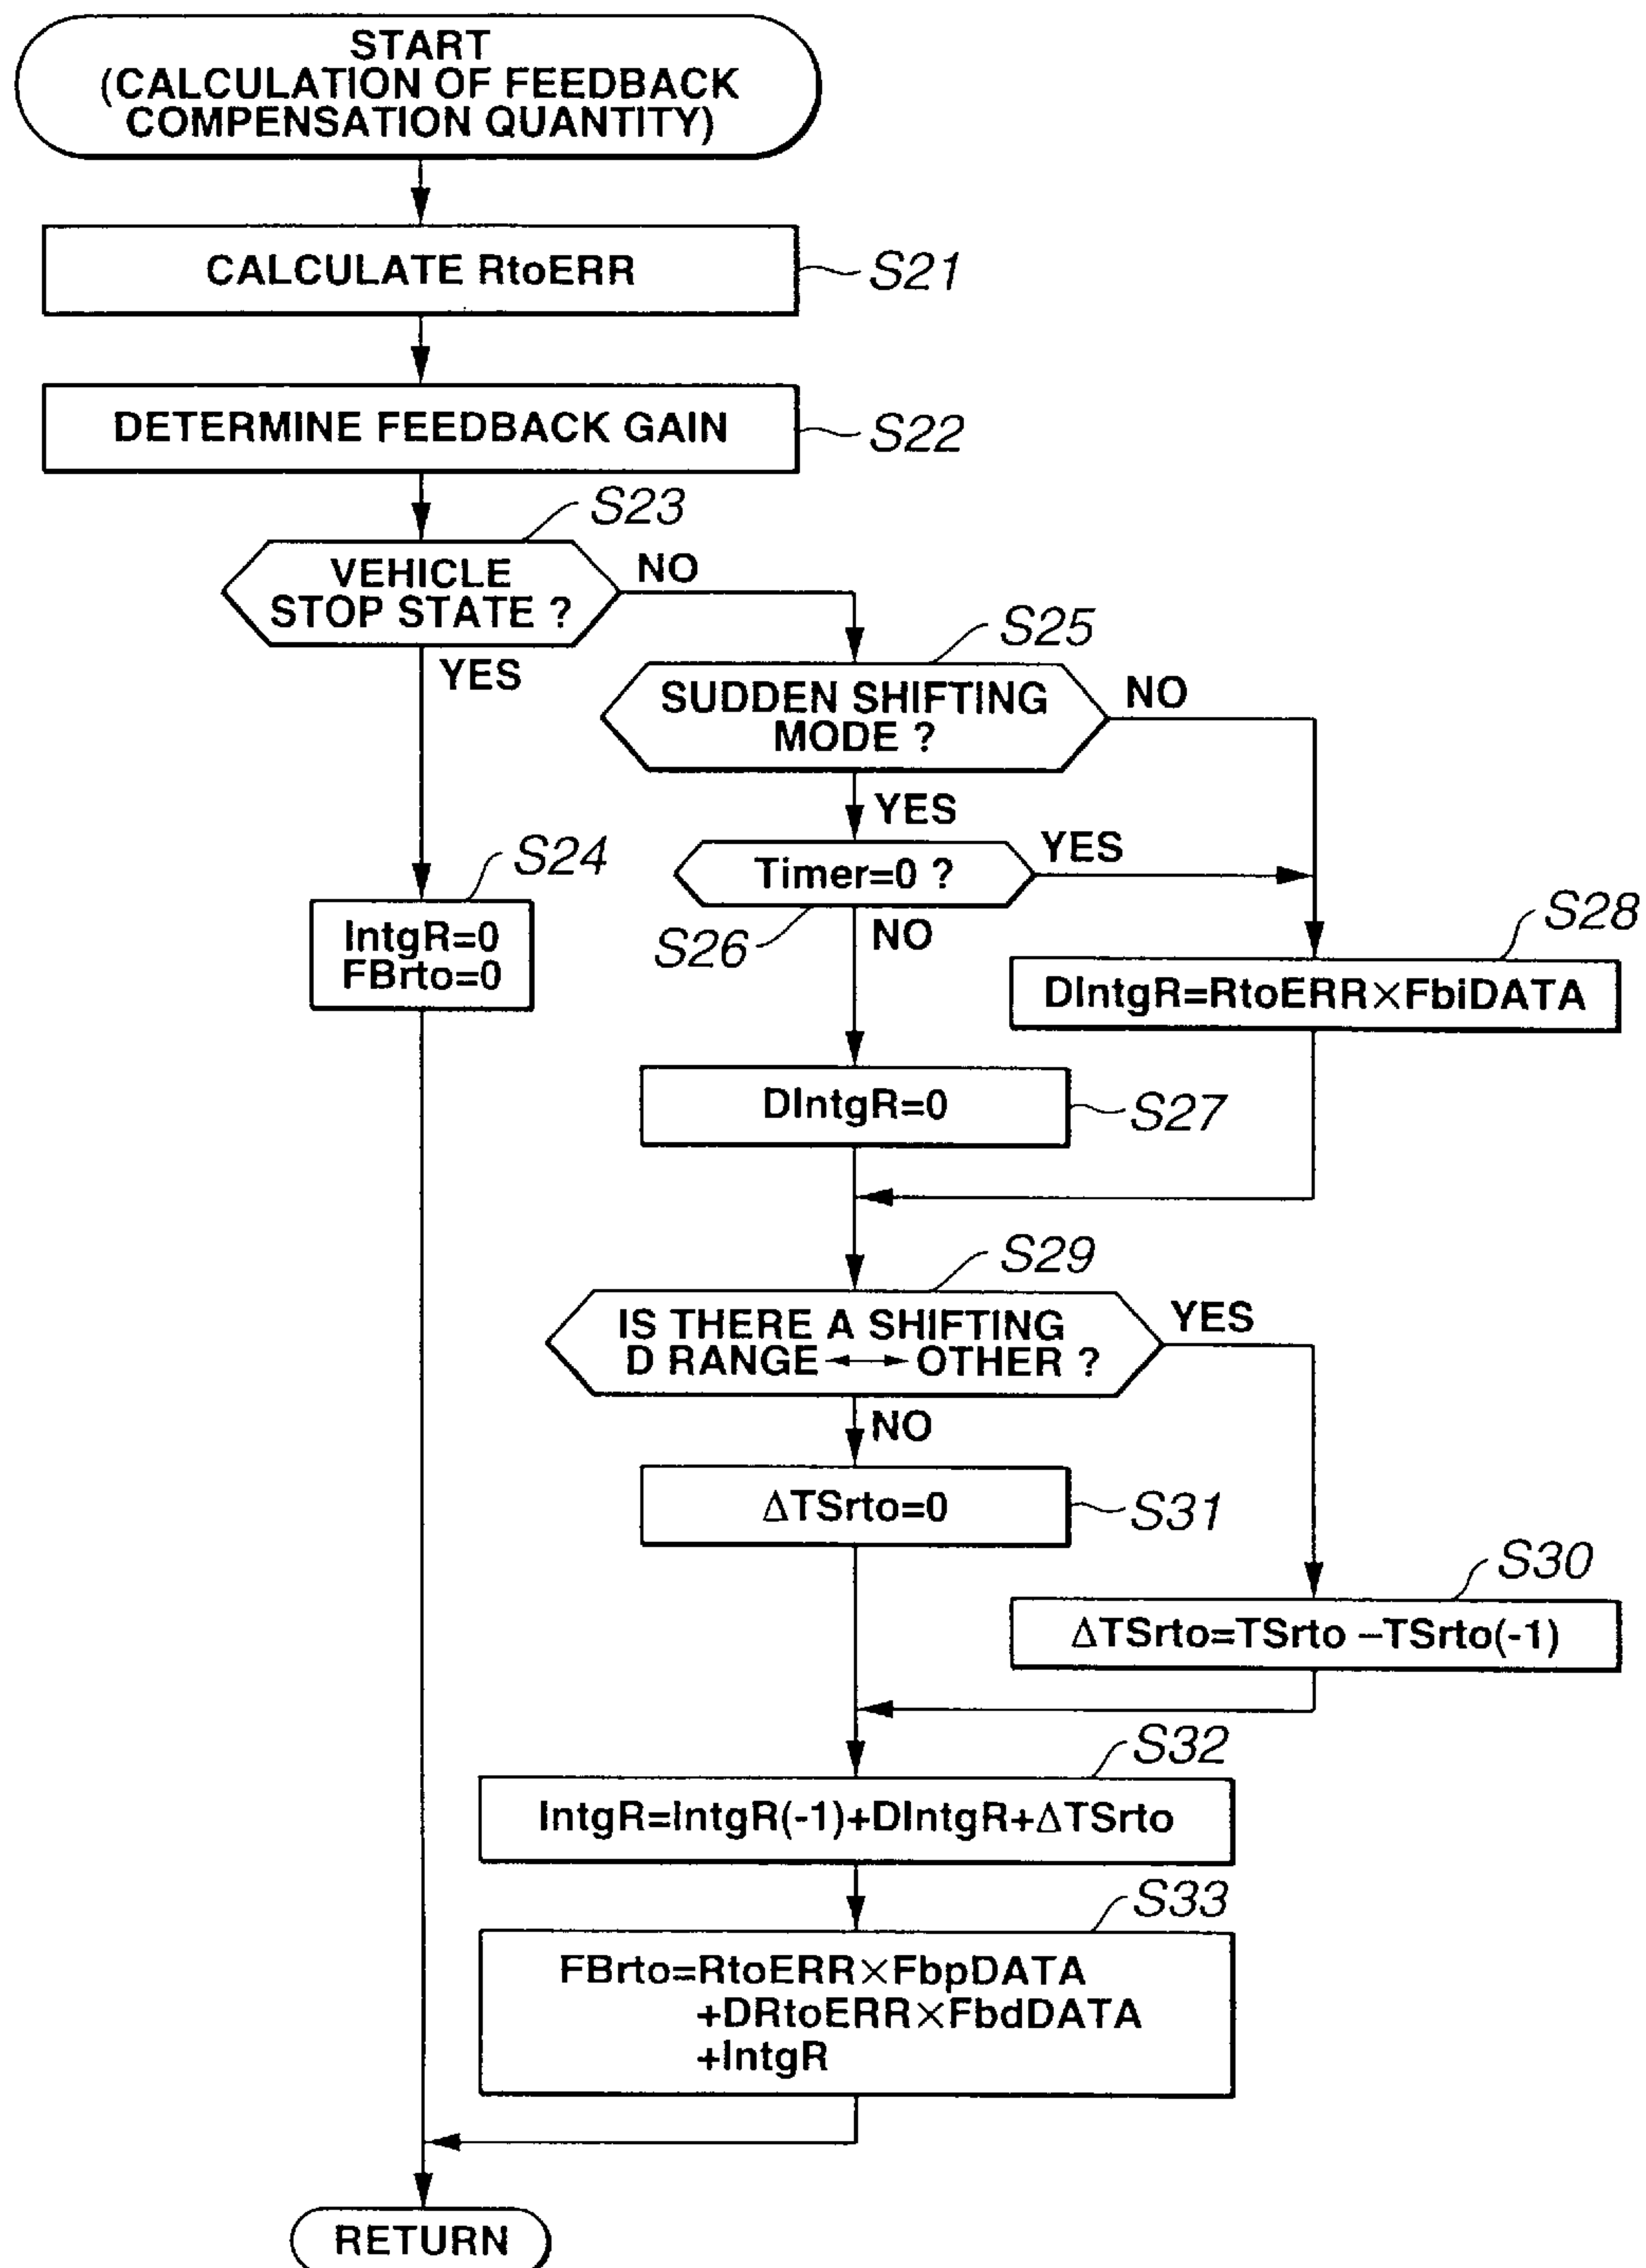 START
(CALCULATION OF FEEDBACK
COMPENSATION QUANTITY)
CALCULATE RtoERR
S21
DETERMINE FEEDBACK GAIN
S22
S23
VEHICLE
STOP STATE ?
NO
YES
S25
SUDDEN SHIFTING
MODE ?
NO
YES
S24
IntgR=0
FBrto=0
Timer=0 ?
YES
S26
NO
S28
DIntgR=RtoERR×FbiDATA
DIntgR=0
S27
S29
IS THERE A SHIFTING
D RANGE ↔ OTHER ?
YES
NO
ΔTSrto=0
S31
S30
ΔTSrto=TSrto –TSrto(-1)
S32
IntgR=IntgR(-1)+DIntgR+ΔTSrto
S33
FBrto=RtoERR×FbpDATA
+DRtoERR×FbdDATA
+IntgR
RETURN